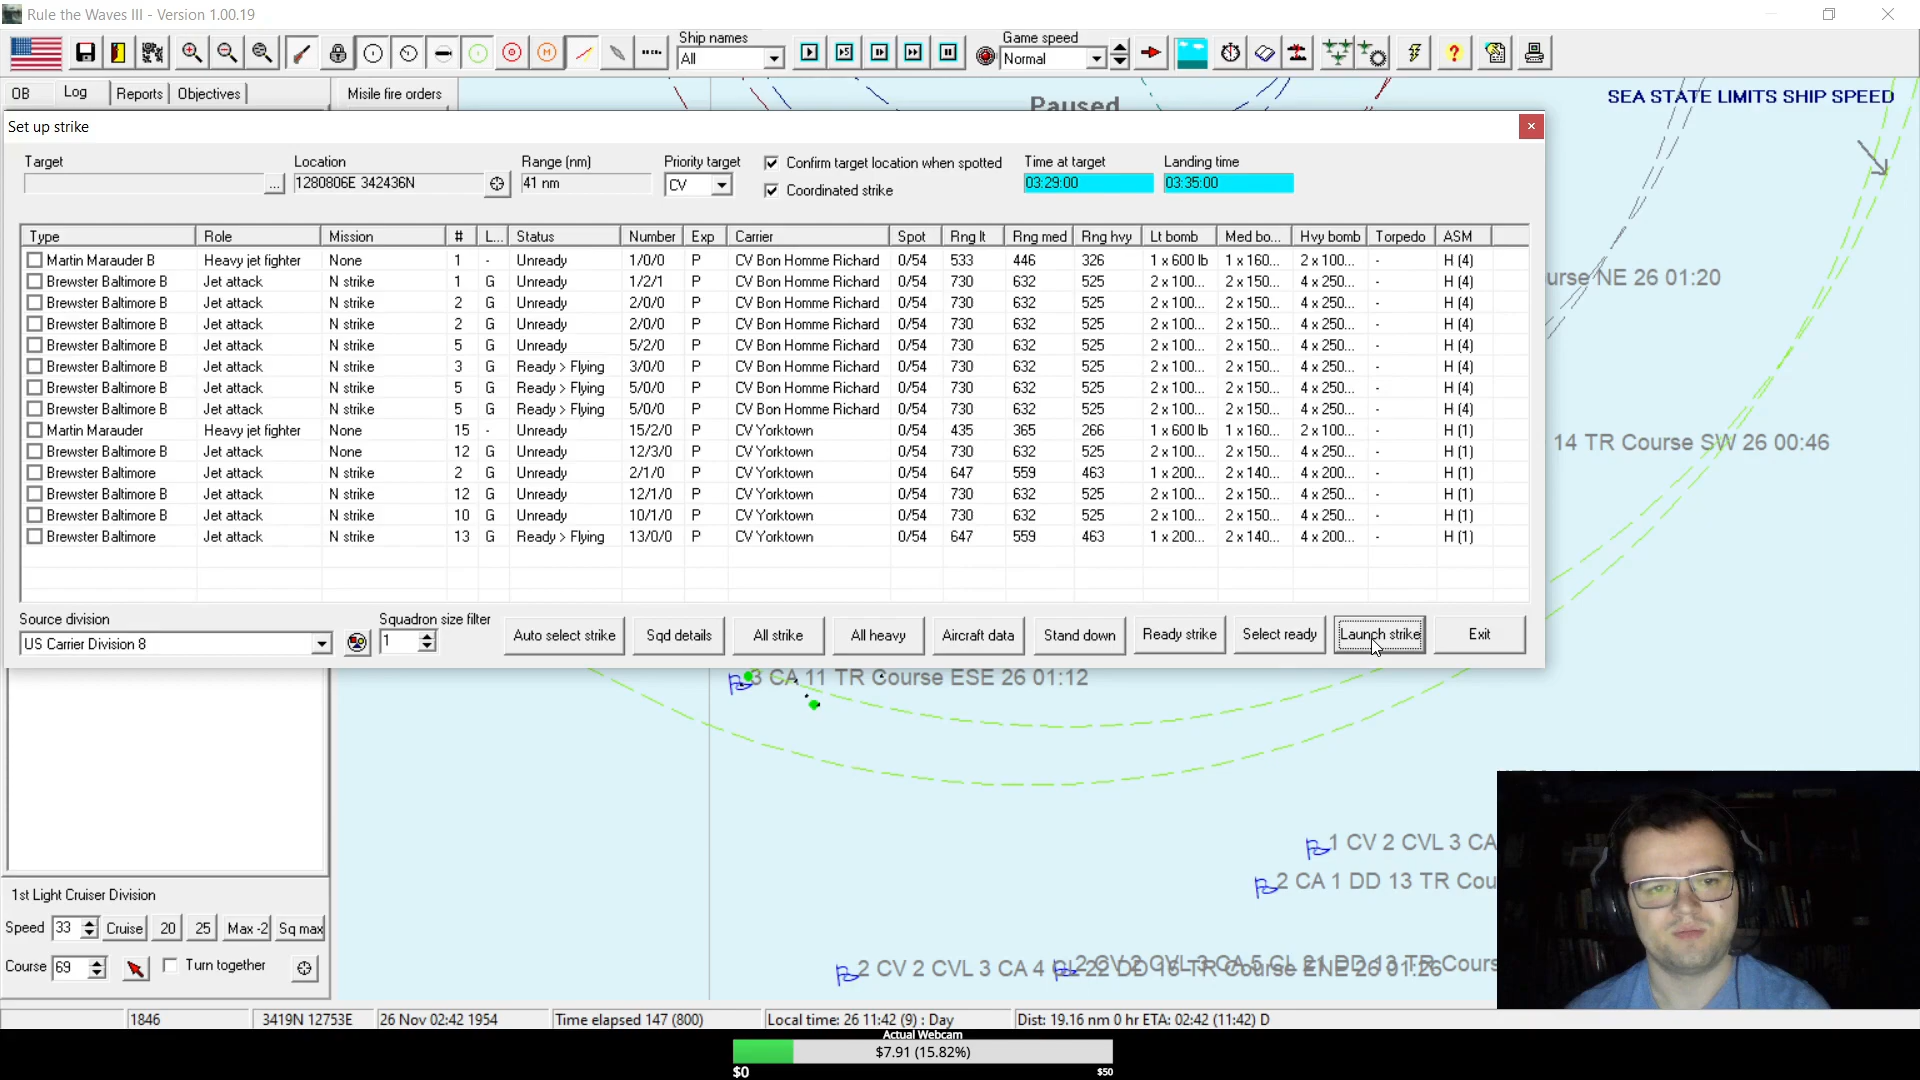 Rule the Waves III - Version 1.00.19
Ship names
All
Game speed
Normal
OB
Log
Reports
Objectives
Misile fire orders
Paused
SEA STATE LIMITS SHIP SPEED
Set up strike
Target
Location
Range (nm)
Priority target
Confirm target location when spotted
Time at target
Landing time
...
1280806E 342436N
41 nm
CV
Coordinated strike
03:29:00
03:35:00
Type Role Mission # L... Status Number Exp Carrier Spot Rng lt Rng med Rng hvy Lt bomb Med bo... Hvy bomb Torpedo ASM
Martin Marauder B Heavy jet fighter None 1 - Unready 1/0/0 P CV Bon Homme Richard 0/54 533 446 326 1 x 600 lb 1 x 160... 2 x 100... - H (4)
Brewster Baltimore B Jet attack N strike 1 G Unready 1/2/1 P CV Bon Homme Richard 0/54 730 632 525 2 x 100... 2 x 150... 4 x 250... - H (4)
Brewster Baltimore B Jet attack N strike 2 G Unready 2/0/0 P CV Bon Homme Richard 0/54 730 632 525 2 x 100... 2 x 150... 4 x 250... - H (4)
Brewster Baltimore B Jet attack N strike 2 G Unready 2/0/0 P CV Bon Homme Richard 0/54 730 632 525 2 x 100... 2 x 150... 4 x 250... - H (4)
Brewster Baltimore B Jet attack N strike 5 G Unready 5/2/0 P CV Bon Homme Richard 0/54 730 632 525 2 x 100... 2 x 150... 4 x 250... - H (4)
Brewster Baltimore B Jet attack N strike 3 G Ready > Flying 3/0/0 P CV Bon Homme Richard 0/54 730 632 525 2 x 100... 2 x 150... 4 x 250... - H (4)
Brewster Baltimore B Jet attack N strike 5 G Ready > Flying 5/0/0 P CV Bon Homme Richard 0/54 730 632 525 2 x 100... 2 x 150... 4 x 250... - H (4)
Brewster Baltimore B Jet attack N strike 5 G Ready > Flying 5/0/0 P CV Bon Homme Richard 0/54 730 632 525 2 x 100... 2 x 150... 4 x 250... - H (4)
Martin Marauder Heavy jet fighter None 15 - Unready 15/2/0 P CV Yorktown 0/54 435 365 266 1 x 600 lb 1 x 160... 2 x 100... - H (1)
Brewster Baltimore B Jet attack None 12 G Unready 12/3/0 P CV Yorktown 0/54 730 632 525 2 x 100... 2 x 150... 4 x 250... - H (1)
Brewster Baltimore Jet attack N strike 2 G Unready 2/1/0 P CV Yorktown 0/54 647 559 463 1 x 200... 2 x 140... 4 x 200... - H (1)
Brewster Baltimore B Jet attack N strike 12 G Unready 12/1/0 P CV Yorktown 0/54 730 632 525 2 x 100... 2 x 150... 4 x 250... - H (1)
Brewster Baltimore B Jet attack N strike 10 G Unready 10/1/0 P CV Yorktown 0/54 730 632 525 2 x 100... 2 x 150... 4 x 250... - H (1)
Brewster Baltimore Jet attack N strike 13 G Ready > Flying 13/0/0 P CV Yorktown 0/54 647 559 463 1 x 200... 2 x 140... 4 x 200... - H (1)
Source division
US Carrier Division 8
Squadron size filter
1
Auto select strike
Sqd details
All strike
All heavy
Aircraft data
Stand down
Ready strike
Select ready
Launch strike
Exit
urse NE 26 01:20
14 TR Course SW 26 00:46
3 CA 11 TR Course ESE 26 01:12
1 CV 2 CVL 3 CA
2 CA 1 DD 13 TR Cou
2 CV 2 CVL 3 CA 4 CL 22 DD 16 TR Course ENE 26 01:26
2 CV 2 CVL 3 CA 5 CL 21 DD 13 TR Cours
1st Light Cruiser Division
Speed 33 Cruise 20 25 Max -2 Sq max
Course 69 Turn together
1846
3419N 12753E
26 Nov 02:42 1954
Time elapsed 147 (800)
Local time: 26 11:42 (9) : Day
Dist: 19.16 nm 0 hr ETA: 02:42 (11:42) D
Actual Webcam
$7.91 (15.82%)
$0
$50